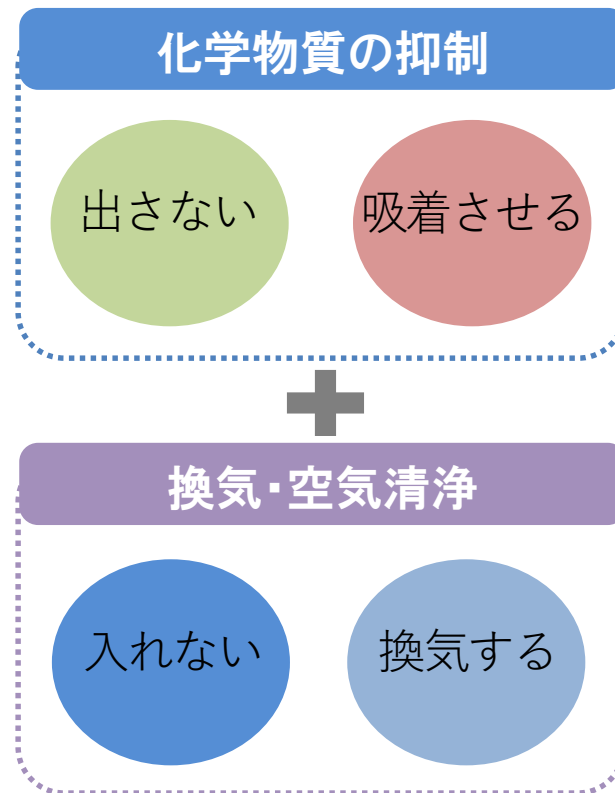 化学物質の抑制
出さない
吸着させる
換気・空気清浄
入れない
換気する